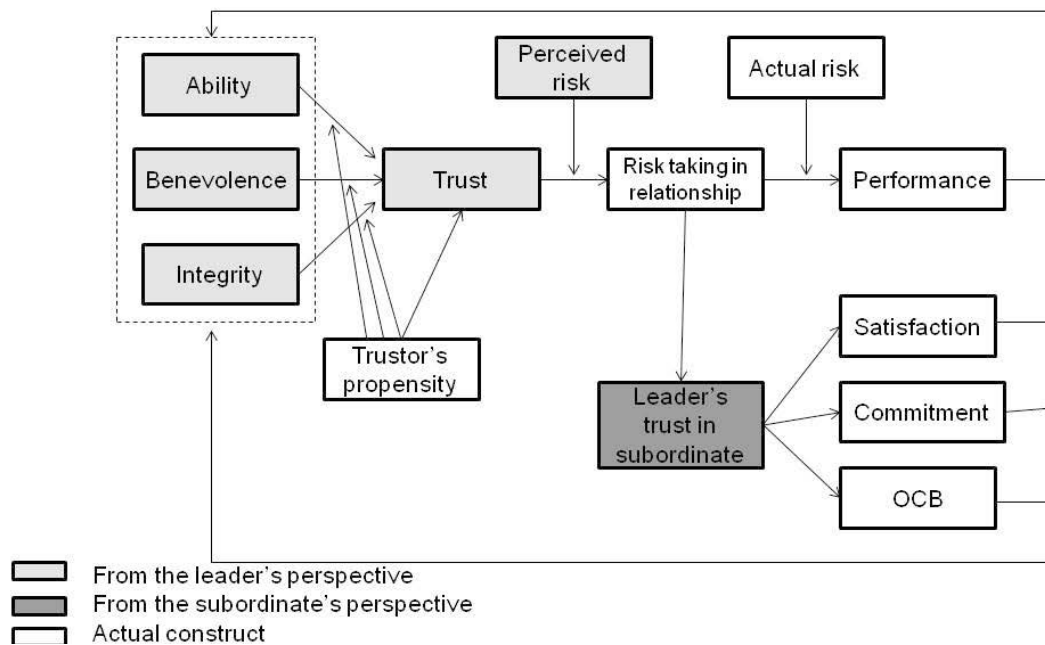 Ability
Perceived
risk
Actual risk
Benevolence
Trust
Risk taking in
relationship
Performance
Integrity
Trustor's
propensity
Satisfaction
Leader's
trust in
subordinate
Commitment
OCB
From the leader's perspective
From the subordinate's perspective
Actual construct